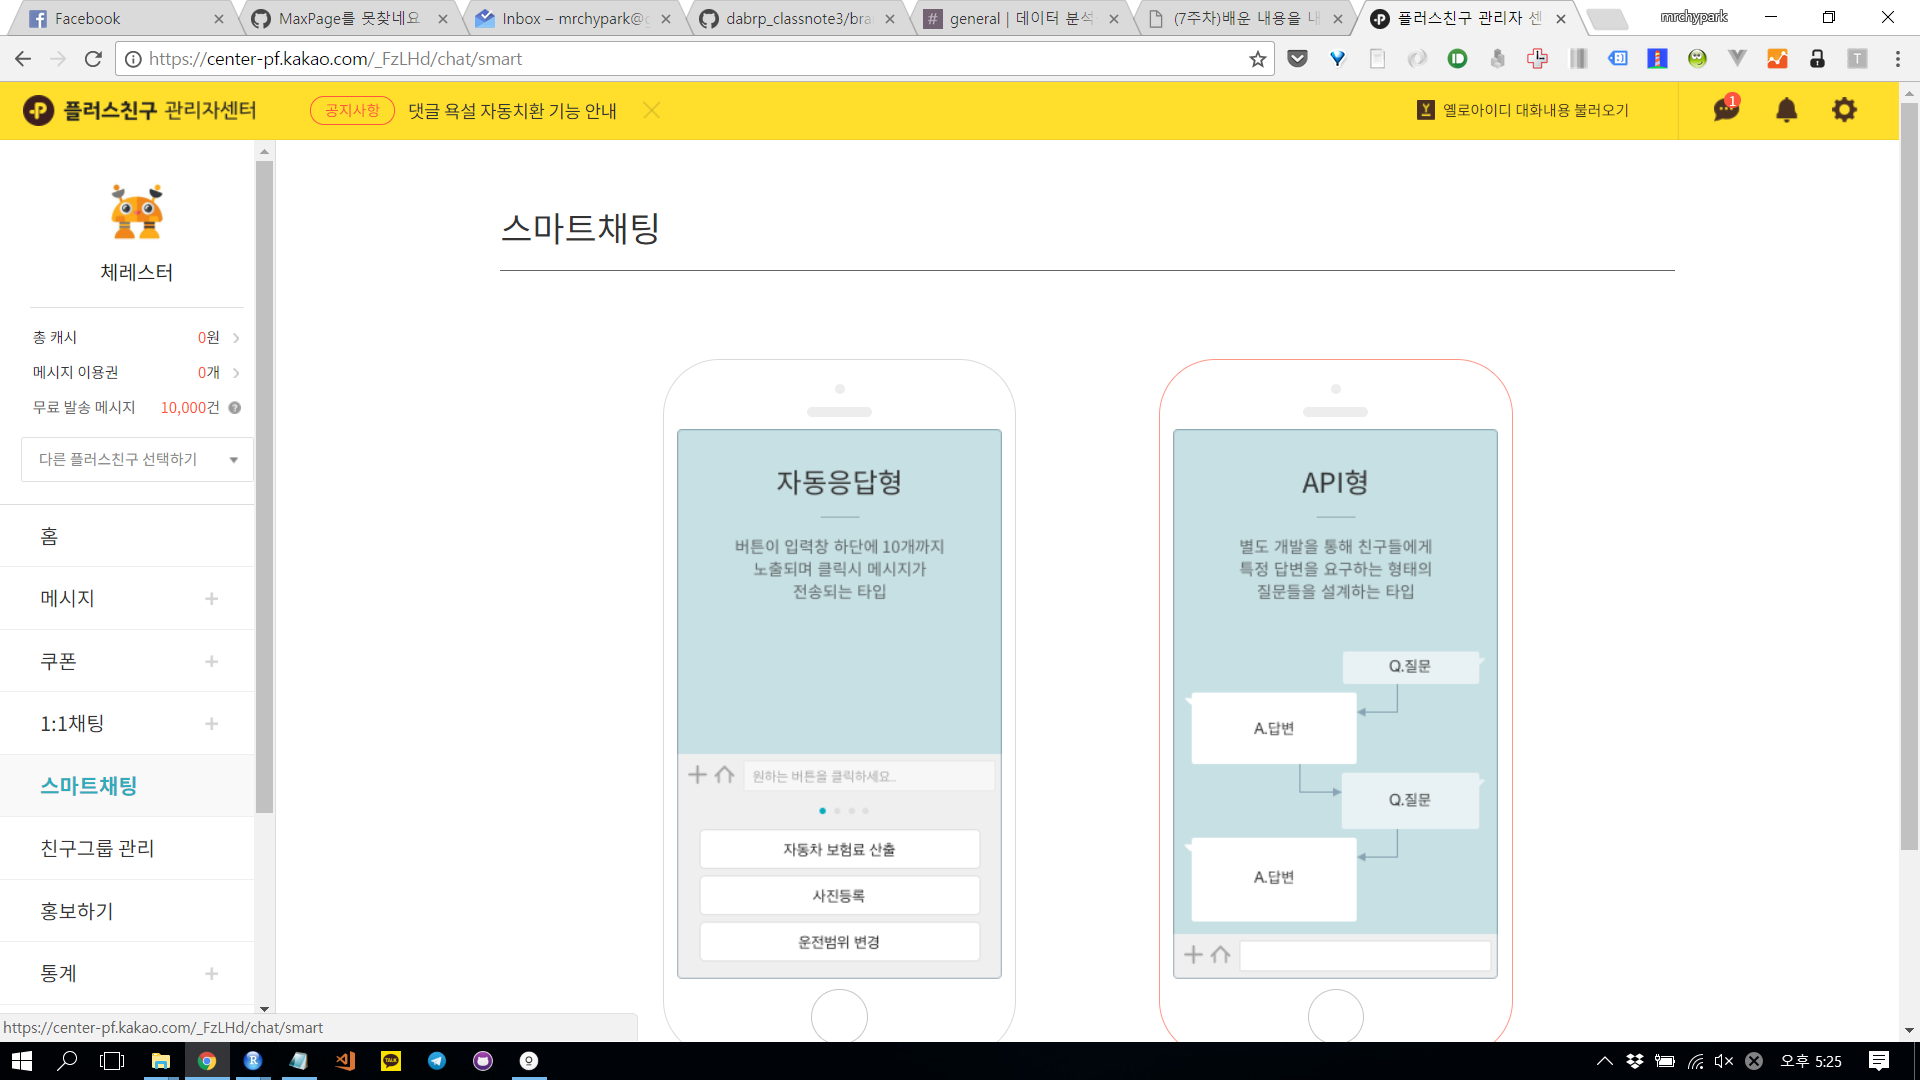 Facebook
MaxPage를 못찾네요
Inbox – mrchypark@
dabrp_classnote3/bra
general | 데이터 분석
(7주차)배운 내용을 내
플러스친구 관리자 센
mrchypark
https://center-pf.kakao.com/_FzLHd/chat/smart
플러스친구 관리자센터
공지사항
댓글 욕설 자동치환 기능 안내
옐로아이디 대화내용 불러오기
1
체레스터
총 캐시 0원
메시지 이용권 0개
무료 발송 메시지 10,000건
다른 플러스친구 선택하기
홈
메시지
쿠폰
1:1채팅
스마트채팅
친구그룹 관리
홍보하기
통계
스마트채팅
자동응답형
버튼이 입력창 하단에 10개까지
노출되며 클릭시 메시지가
전송되는 타입
원하는 버튼을 클릭하세요..
자동차 보험료 산출
사진등록
운전범위 변경
API형
별도 개발을 통해 친구들에게
특정 답변을 요구하는 형태의
질문들을 설계하는 타입
Q.질문
A.답변
Q.질문
A.답변
https://center-pf.kakao.com/_FzLHd/chat/smart
오후 5:25